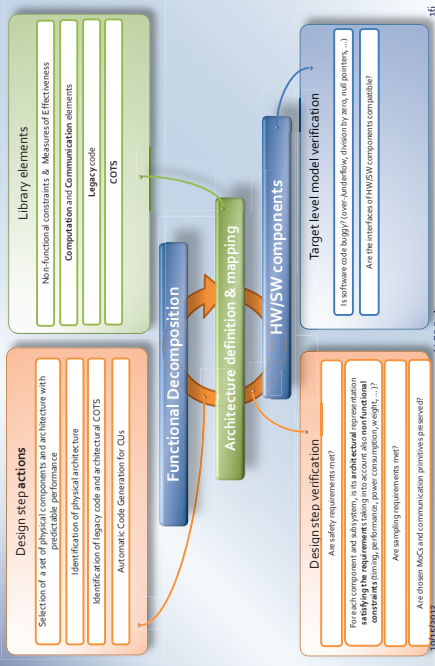 Design step actions
Selection of a set of physical components and architecture with
predictable performance
Identification of physical architecture
Identification of legacy code and architectural COTS
Automatic Code Generation for CUs
Library elements
Non-functional constraints & Measures of Effectiveness
Computation and Communication elements
Legacy code
COTS
Functional Decomposition
Architecture definition & mapping
HW/SW components
Design step verification
Are safety requirements met?
For each component and subsystem, is its architectural representation
satisfying the requirements taking into account also non functional
constraints (timing, performance, power consumption, weight, ...)?
Are sampling requirements met?
Are chosen MoCs and communication primitives preserved?
Target level model verification
Is software code buggy? (over-/underflow, division by zero, null pointers, ...)
Are the interfaces of HW/SW components compatible?
16